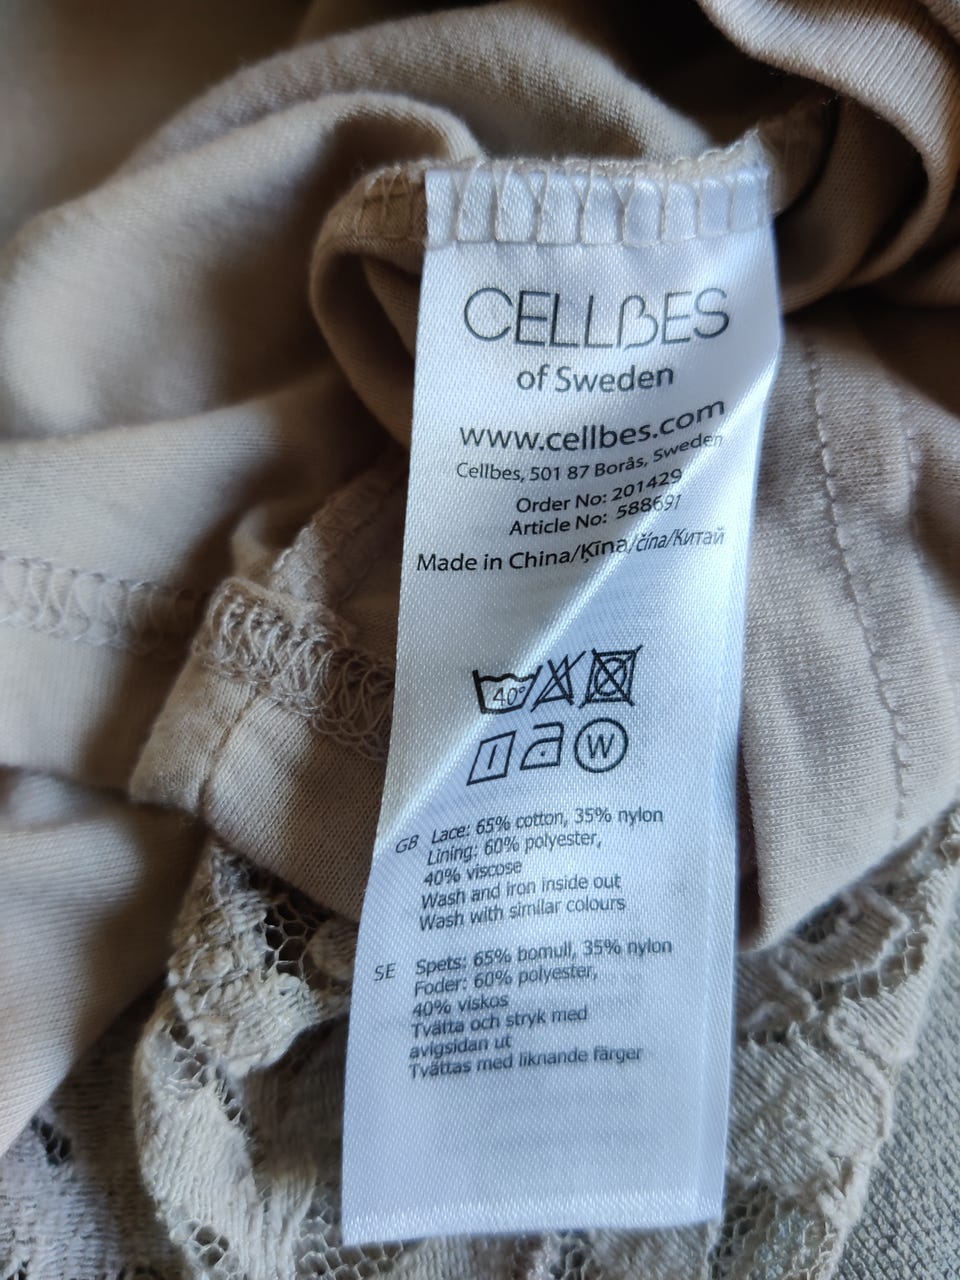 CELLBES
of Sweden
www.cellbes.com
Cellbes, 501 87 Borås, Sweden
Order No: 201429
Article No: 588691
Made in China/Ķīna/čína/Китай
40°
W
GB Lace: 65% cotton, 35% nylon
Lining: 60% polyester,
40% viscose
Wash and iron inside out
Wash with similar colours
SE Spets: 65% bomull, 35% nylon
Foder: 60% polyester,
40% viskos
Tvätta och stryk med
avigsidan ut
Tvättas med liknande färger